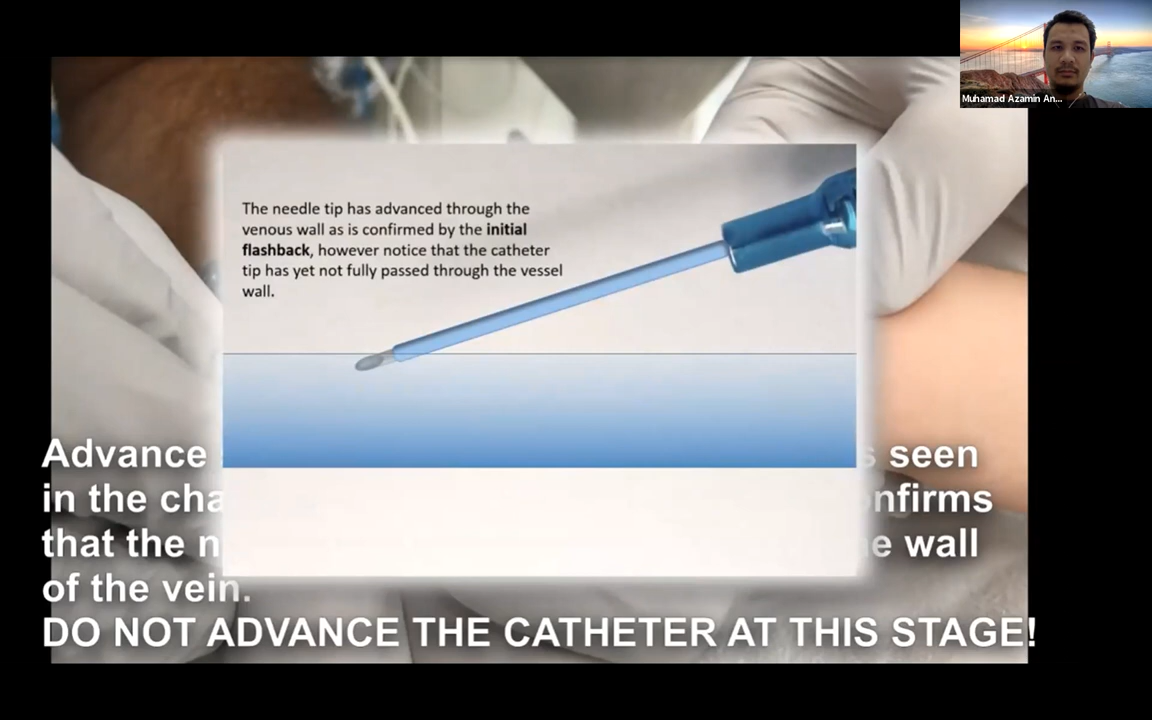 Muhamad Azamin An...
The needle tip has advanced through the
venous wall as is confirmed by the initial
flashback, however notice that the catheter
tip has yet not fully passed through the vessel
wall.
Advance seen
in the
that the wall
of the vein.
DO NOT ADVANCE THE CATHETER AT THIS STAGE!